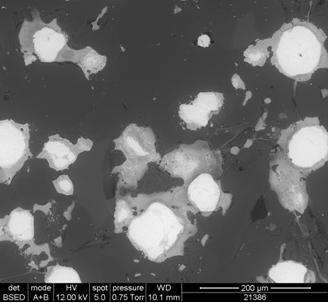 det mode HV spot pressure WD 200 µm
BSED A+B 12.00 kV 5.0 0.75 Torr 10.1 mm 21386